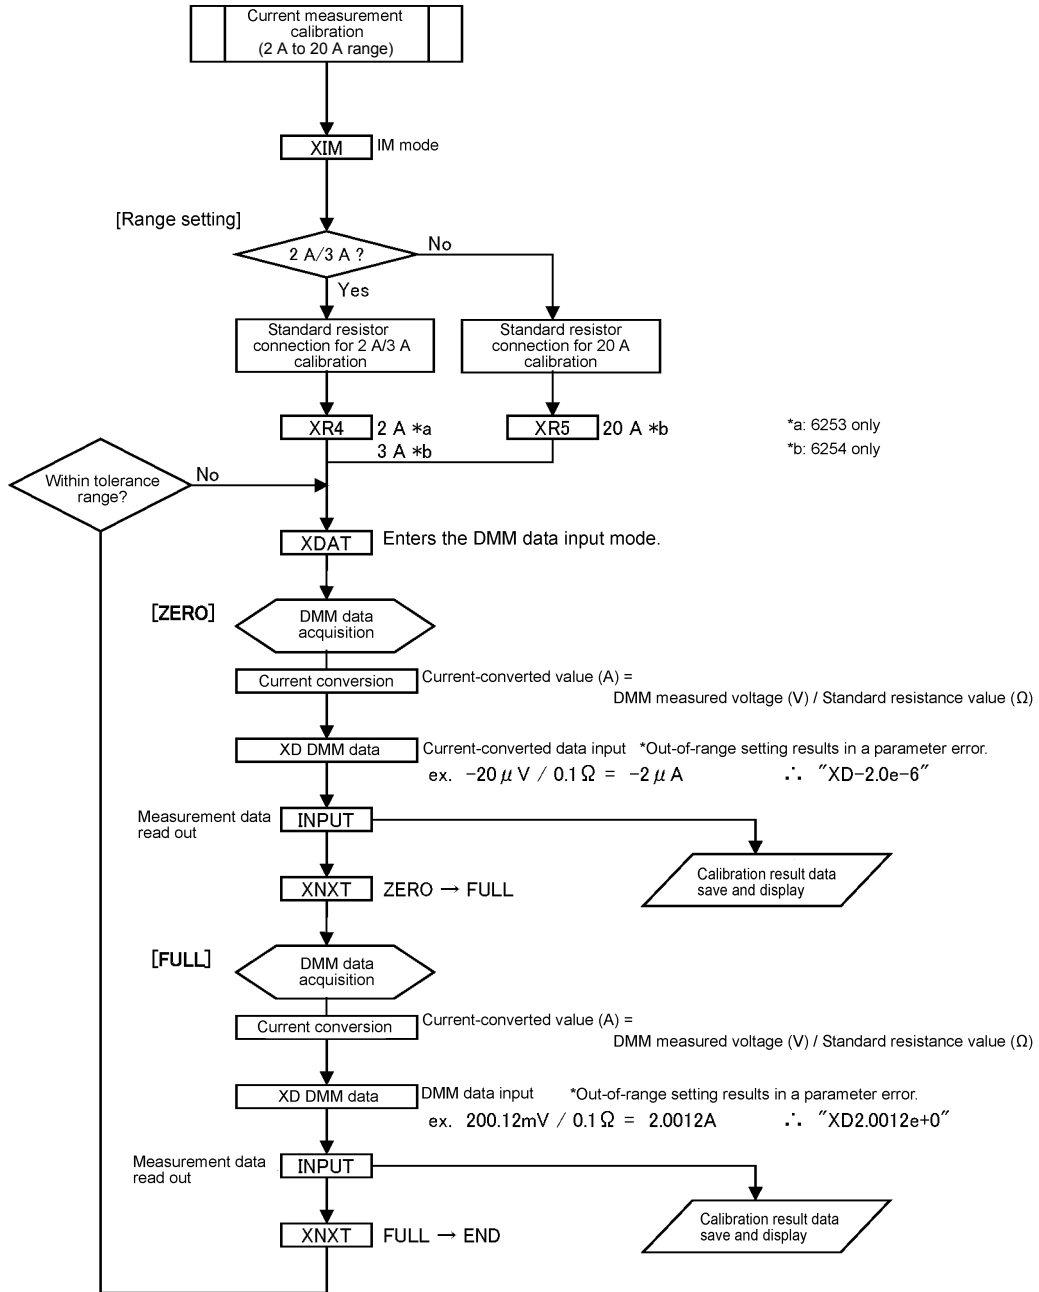 Current measurement
calibration
(2 A to 20 A range)
XIM
IM mode
[Range setting]
2 A/3 A ?
No
Yes
Standard resistor
connection for 2 A/3 A
calibration
Standard resistor
connection for 20 A
calibration
XR4
2 A *a
3 A *b
XR5
20 A *b
*a: 6253 only
*b: 6254 only
Within tolerance
range?
No
XDAT
Enters the DMM data input mode.
[ZERO]
DMM data
acquisition
Current conversion
Current-converted value (A) =
DMM measured voltage (V) / Standard resistance value (Ω)
XD DMM data
Current-converted data input *Out-of-range setting results in a parameter error.
ex. −20 μ V / 0.1 Ω = −2 μ A ∴ "XD−2.0e−6"
Measurement data
read out
INPUT
Calibration result data
save and display
XNXT
ZERO → FULL
[FULL]
DMM data
acquisition
Current conversion
Current-converted value (A) =
DMM measured voltage (V) / Standard resistance value (Ω)
XD DMM data
DMM data input *Out-of-range setting results in a parameter error.
ex. 200.12mV / 0.1 Ω = 2.0012A ∴ "XD2.0012e+0"
Measurement data
read out
INPUT
Calibration result data
save and display
XNXT
FULL → END